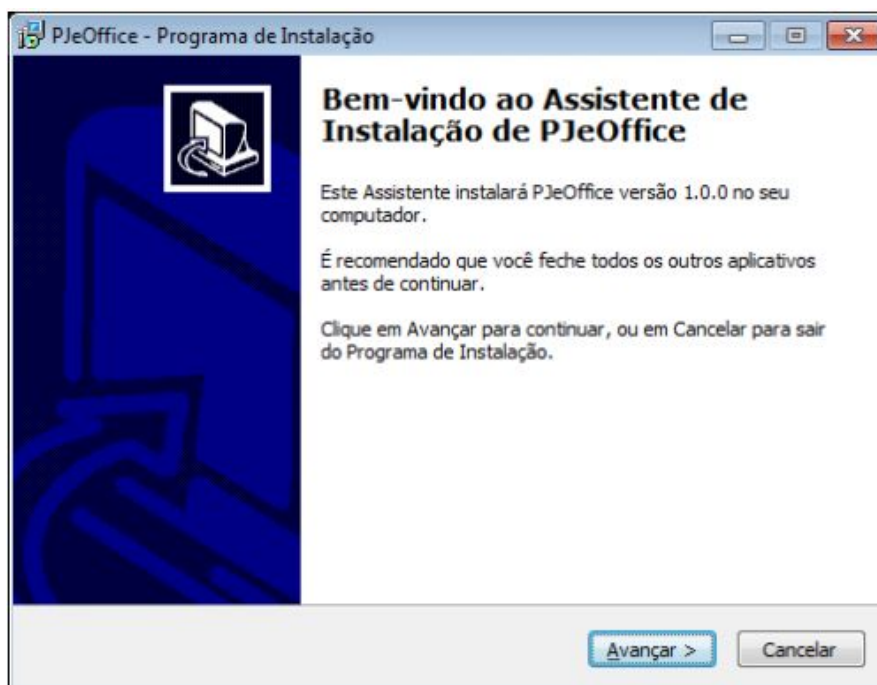 PJeOffice - Programa de Instalação
Bem-vindo ao Assistente de
Instalação de PJeOffice
Este Assistente instalará PJeOffice versão 1.0.0 no seu
computador.
É recomendado que você feche todos os outros aplicativos
antes de continuar.
Clique em Avançar para continuar, ou em Cancelar para sair
do Programa de Instalação.
Avançar >
Cancelar